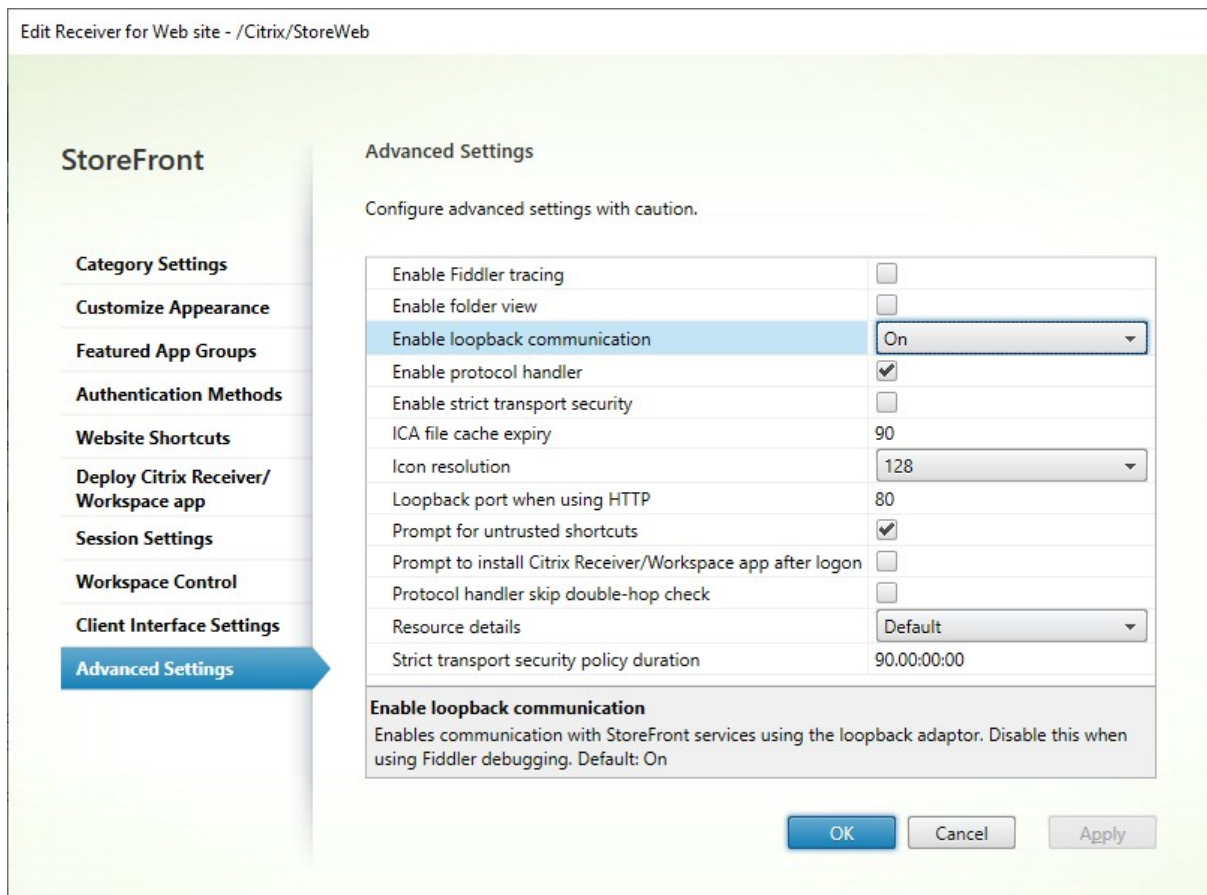 Edit Receiver for Web site - /Citrix/StoreWeb
StoreFront
Category Settings
Customize Appearance
Featured App Groups
Authentication Methods
Website Shortcuts
Deploy Citrix Receiver/
Workspace app
Session Settings
Workspace Control
Client Interface Settings
Advanced Settings
Advanced Settings
Configure advanced settings with caution.
Enable Fiddler tracing
Enable folder view
Enable loopback communication On
Enable protocol handler
Enable strict transport security
ICA file cache expiry 90
Icon resolution 128
Loopback port when using HTTP 80
Prompt for untrusted shortcuts
Prompt to install Citrix Receiver/Workspace app after logon
Protocol handler skip double-hop check
Resource details Default
Strict transport security policy duration 90.00:00:00
Enable loopback communication
Enables communication with StoreFront services using the loopback adaptor. Disable this when
using Fiddler debugging. Default: On
OK Cancel Apply